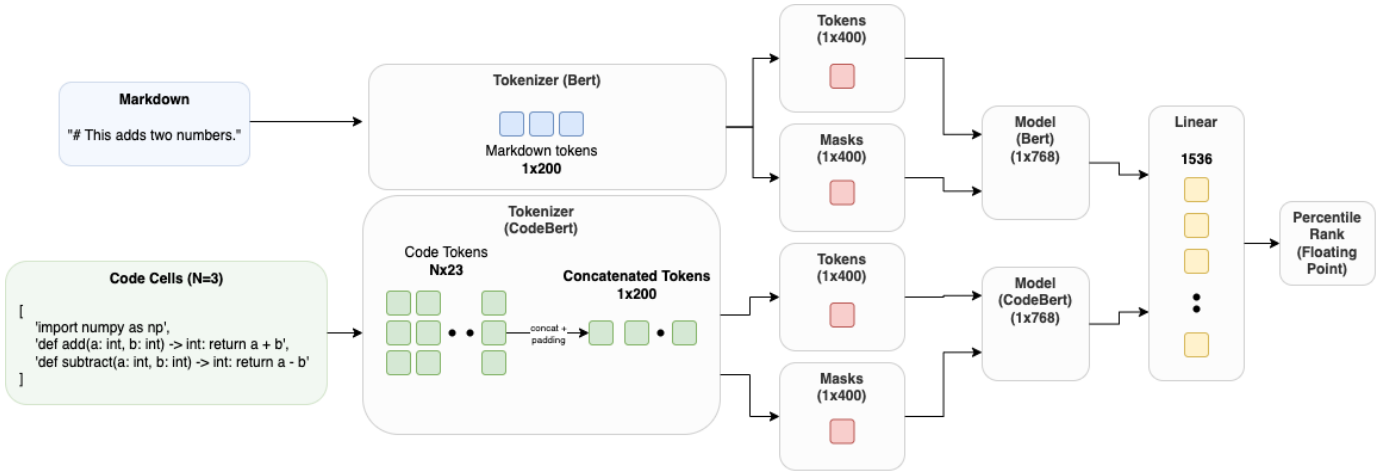 Markdown
"# This adds two numbers."
Tokenizer (Bert)
Markdown tokens
1x200
Tokens
(1x400)
Masks
(1x400)
Model
(Bert)
(1x768)
Linear
1536
Percentile
Rank
(Floating
Point)
Code Cells (N=3)
[
'import numpy as np',
'def add(a: int, b: int) -> int: return a + b',
'def subtract(a: int, b: int) -> int: return a - b'
]
Tokenizer
(CodeBert)
Code Tokens
Nx23
concat +
padding
Concatenated Tokens
1x200
Tokens
(1x400)
Masks
(1x400)
Model
(CodeBert)
(1x768)